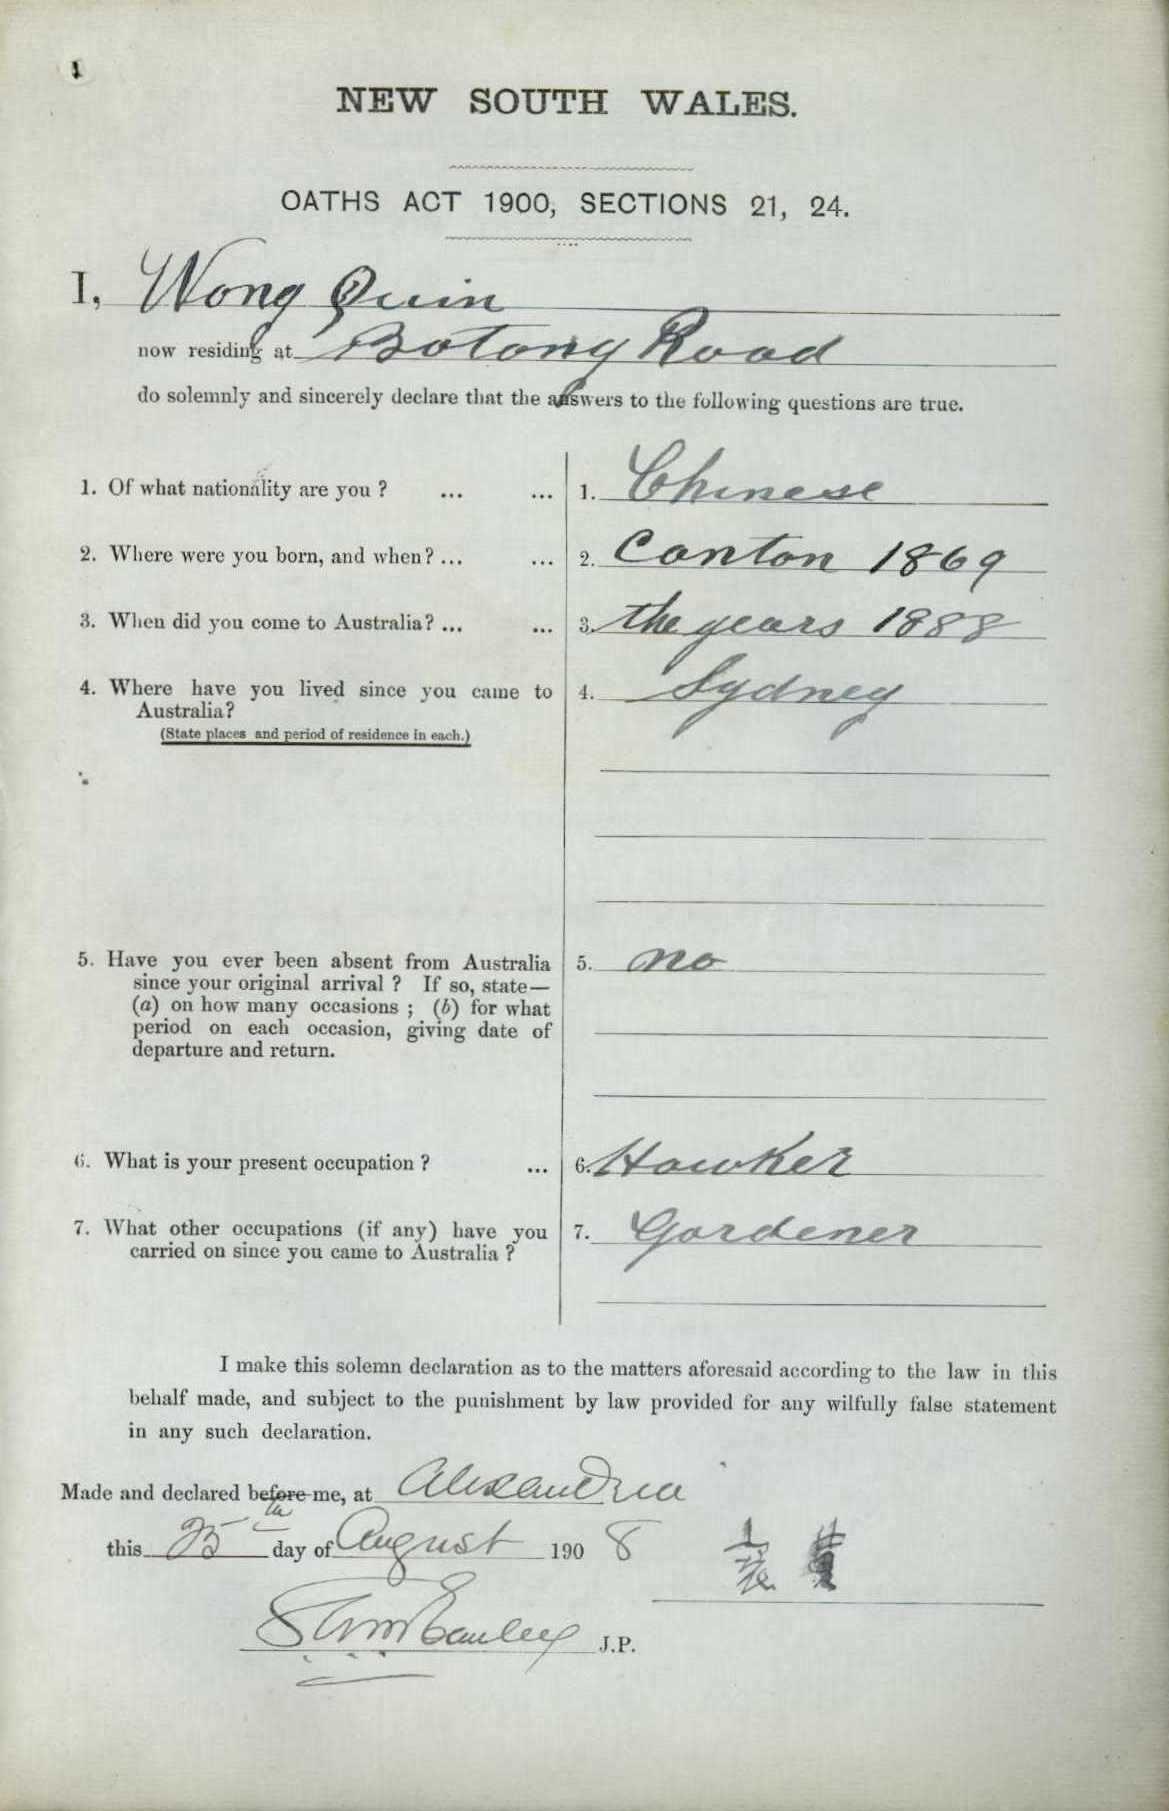 NEW SOUTH WALES.
OATHS ACT 1900, SECTIONS 21, 24.
I, Wong Quin
now residing at Botany Road
do solemnly and sincerely declare that the answers to the following questions are true.
1. Of what nationality are you ? ... ... 1. Chinese
2. Where were you born, and when? ... ... 2. Canton 1869
3. When did you come to Australia? ... ... 3. the years 1888
4. Where have you lived since you came to 4. Sydney
Australia?
(State places and period of residence in each.)
5. Have you ever been absent from Australia 5. no
since your original arrival ? If so, state—
(a) on how many occasions ; (b) for what
period on each occasion, giving date of
departure and return.
6. What is your present occupation ? ... 6. Hawker
7. What other occupations (if any) have you 7. Gardener
carried on since you came to Australia ?
I make this solemn declaration as to the matters aforesaid according to the law in this
behalf made, and subject to the punishment by law provided for any wilfully false statement
in any such declaration.
Made and declared before me, at Alexandria
this 25th day of August 1908
J.P.